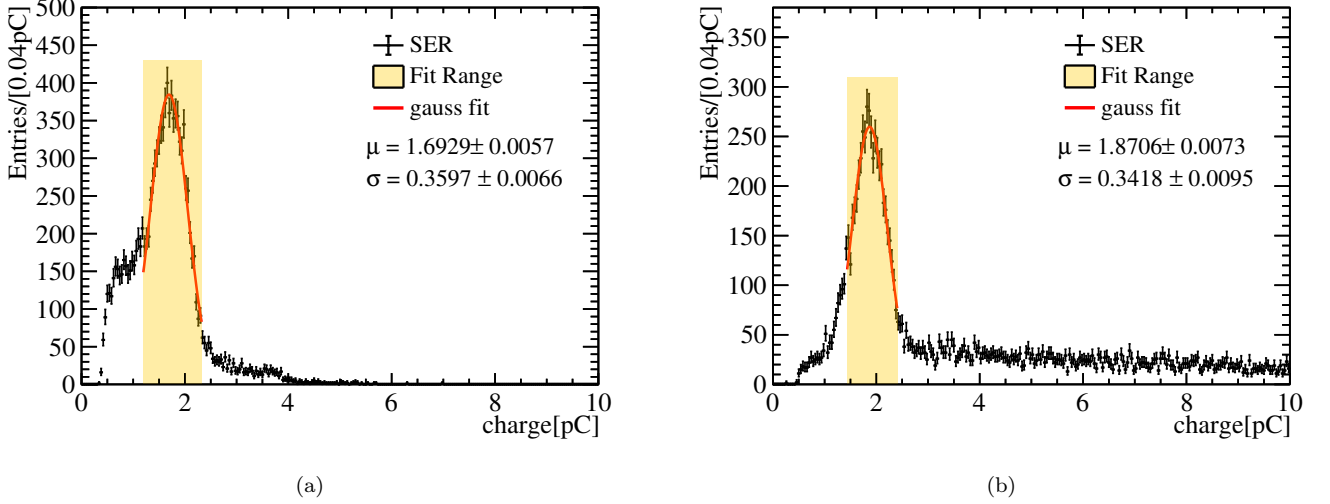 Entries/[0.04pC]
500
450
400
350
300
250
200
150
100
50
0
SER
Fit Range
gauss fit
μ = 1.6929± 0.0057
σ = 0.3597 ± 0.0066
0 2 4 6 8 10
charge[pC]
(a)
Entries/[0.04pC]
350
300
250
200
150
100
50
0
SER
Fit Range
gauss fit
μ = 1.8706± 0.0073
σ = 0.3418 ± 0.0095
0 2 4 6 8 10
charge[pC]
(b)